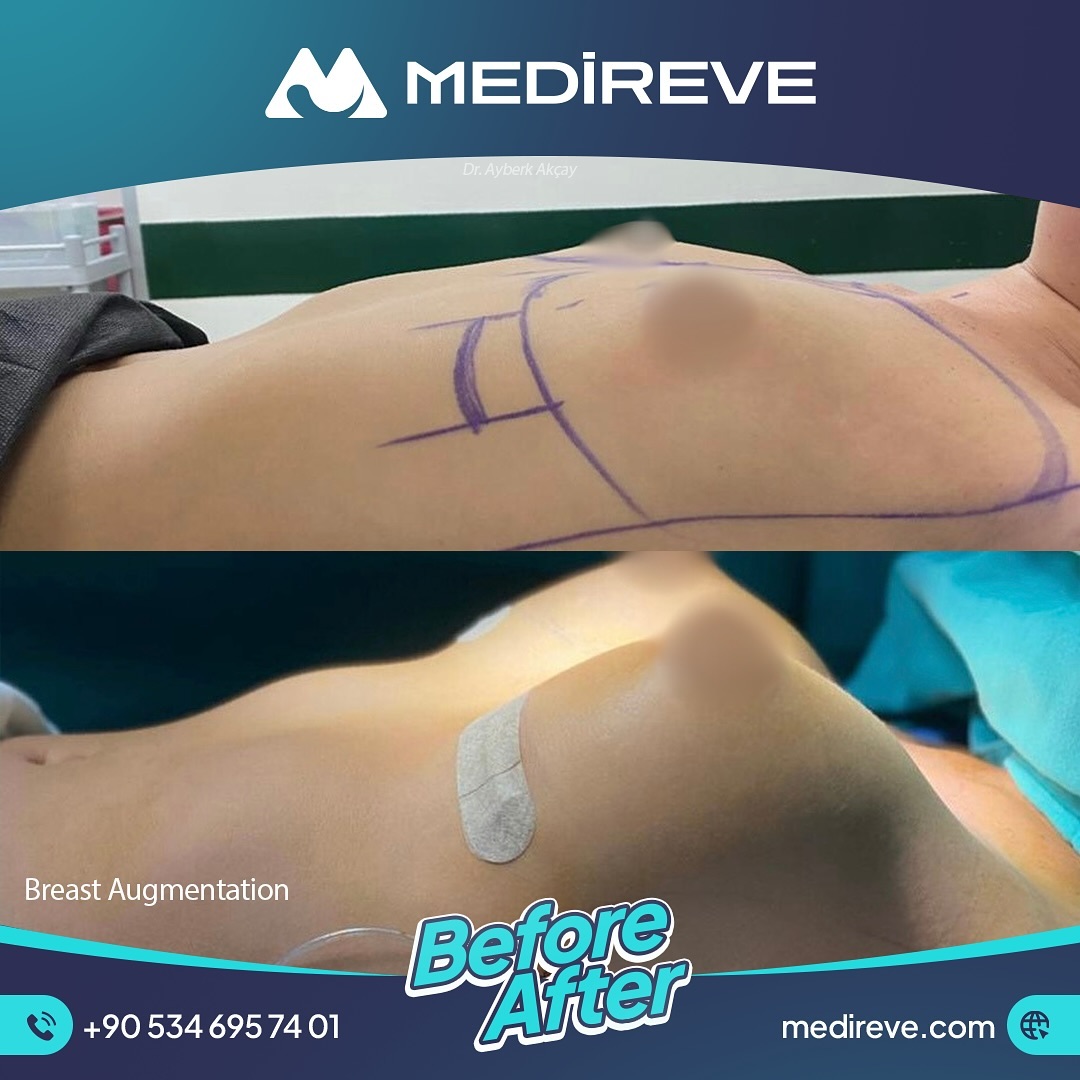 MEDİREVE
Dr. Ayberk Akçay
Breast Augmentation
Before
After
+90 534 695 74 01
medireve.com